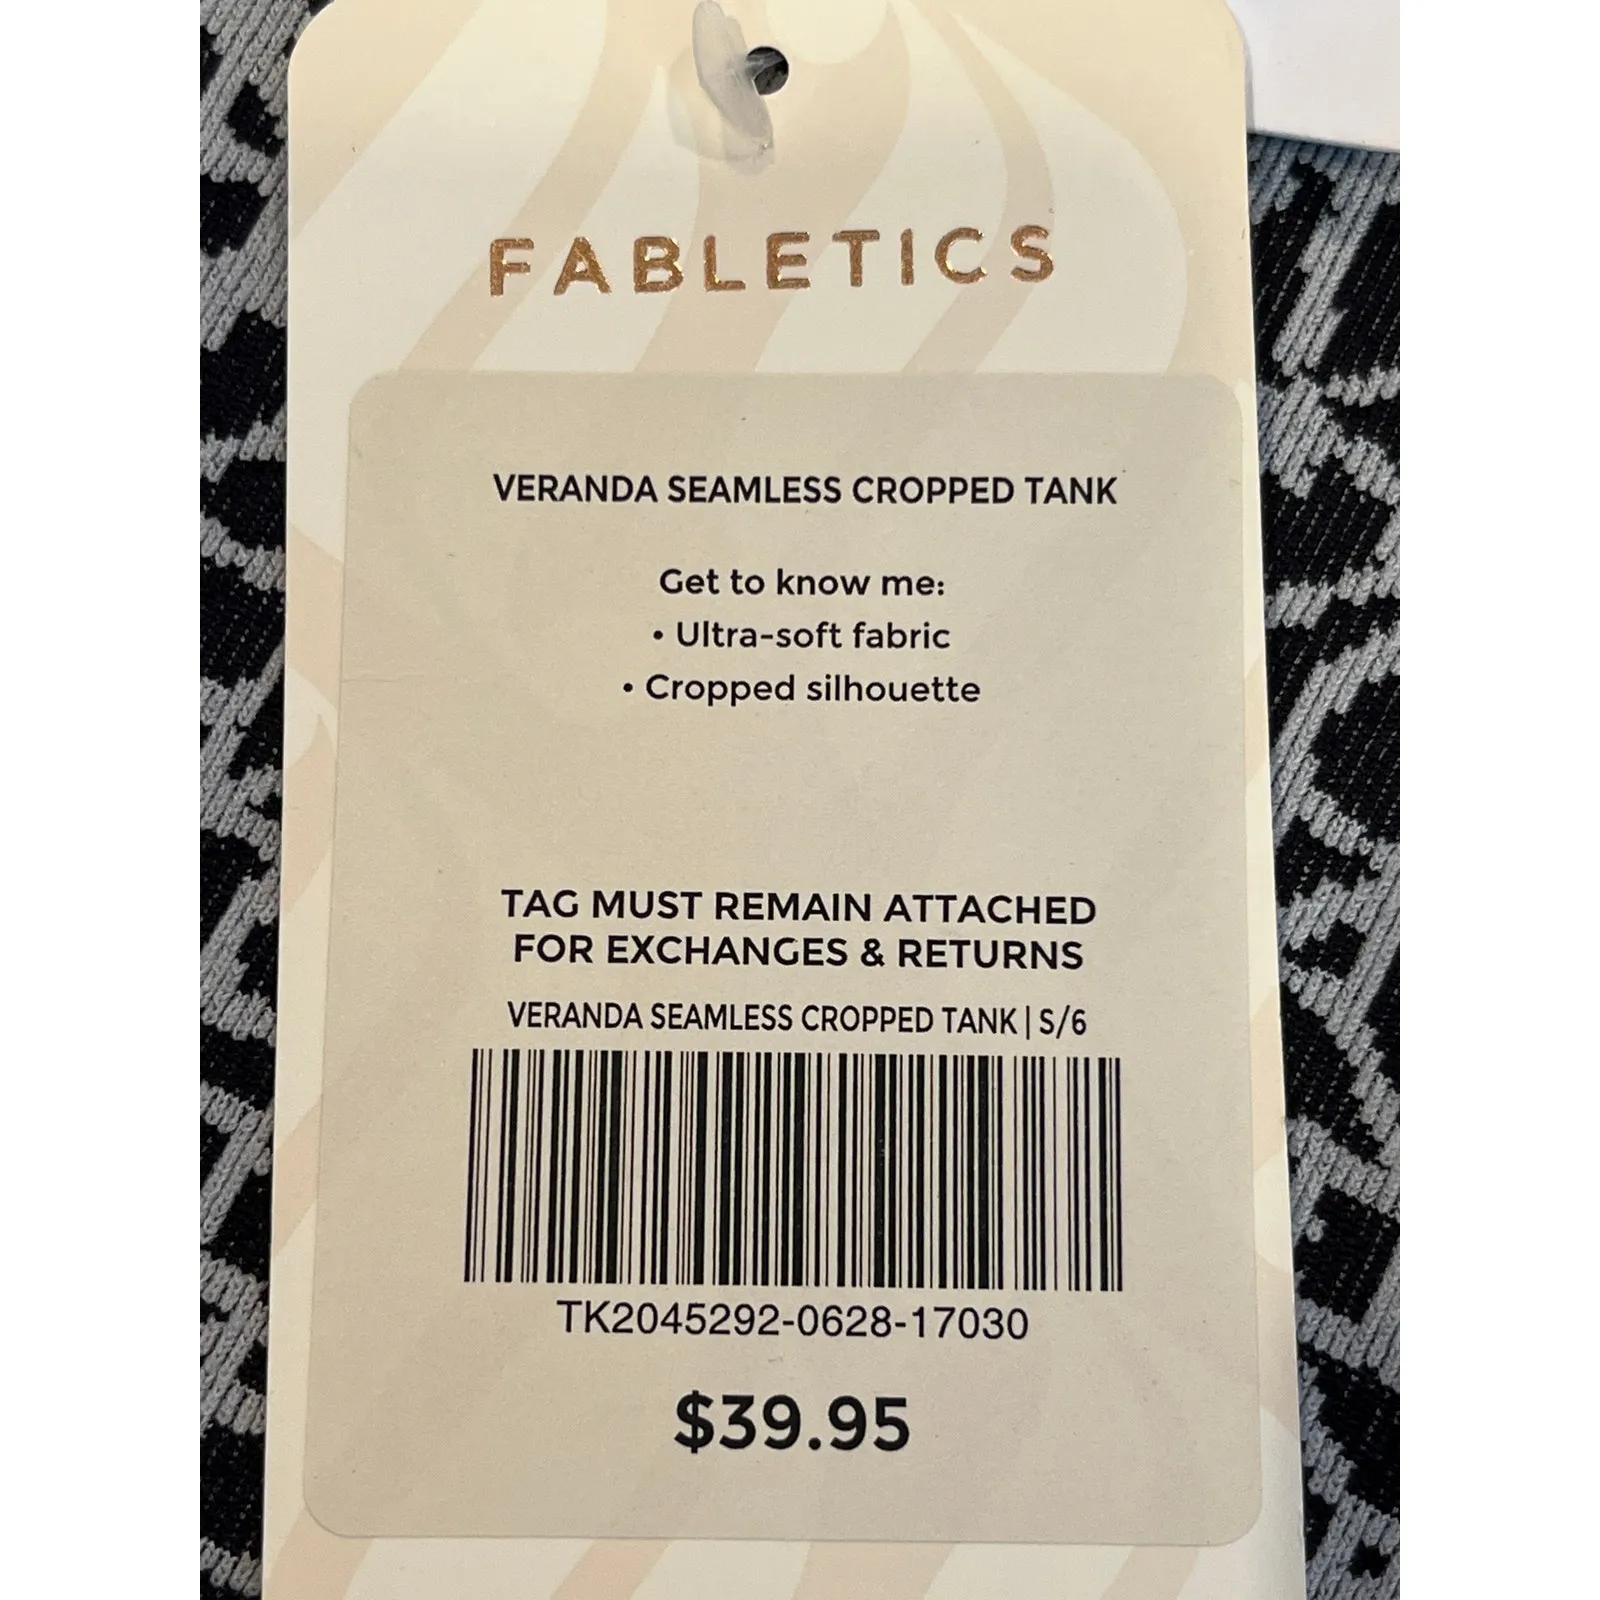 FABLETICS
VERANDA SEAMLESS CROPPED TANK
Get to know me:
• Ultra-soft fabric
• Cropped silhouette
TAG MUST REMAIN ATTACHED
FOR EXCHANGES & RETURNS
VERANDA SEAMLESS CROPPED TANK | S/6
TK2045292-0628-17030
$39.95